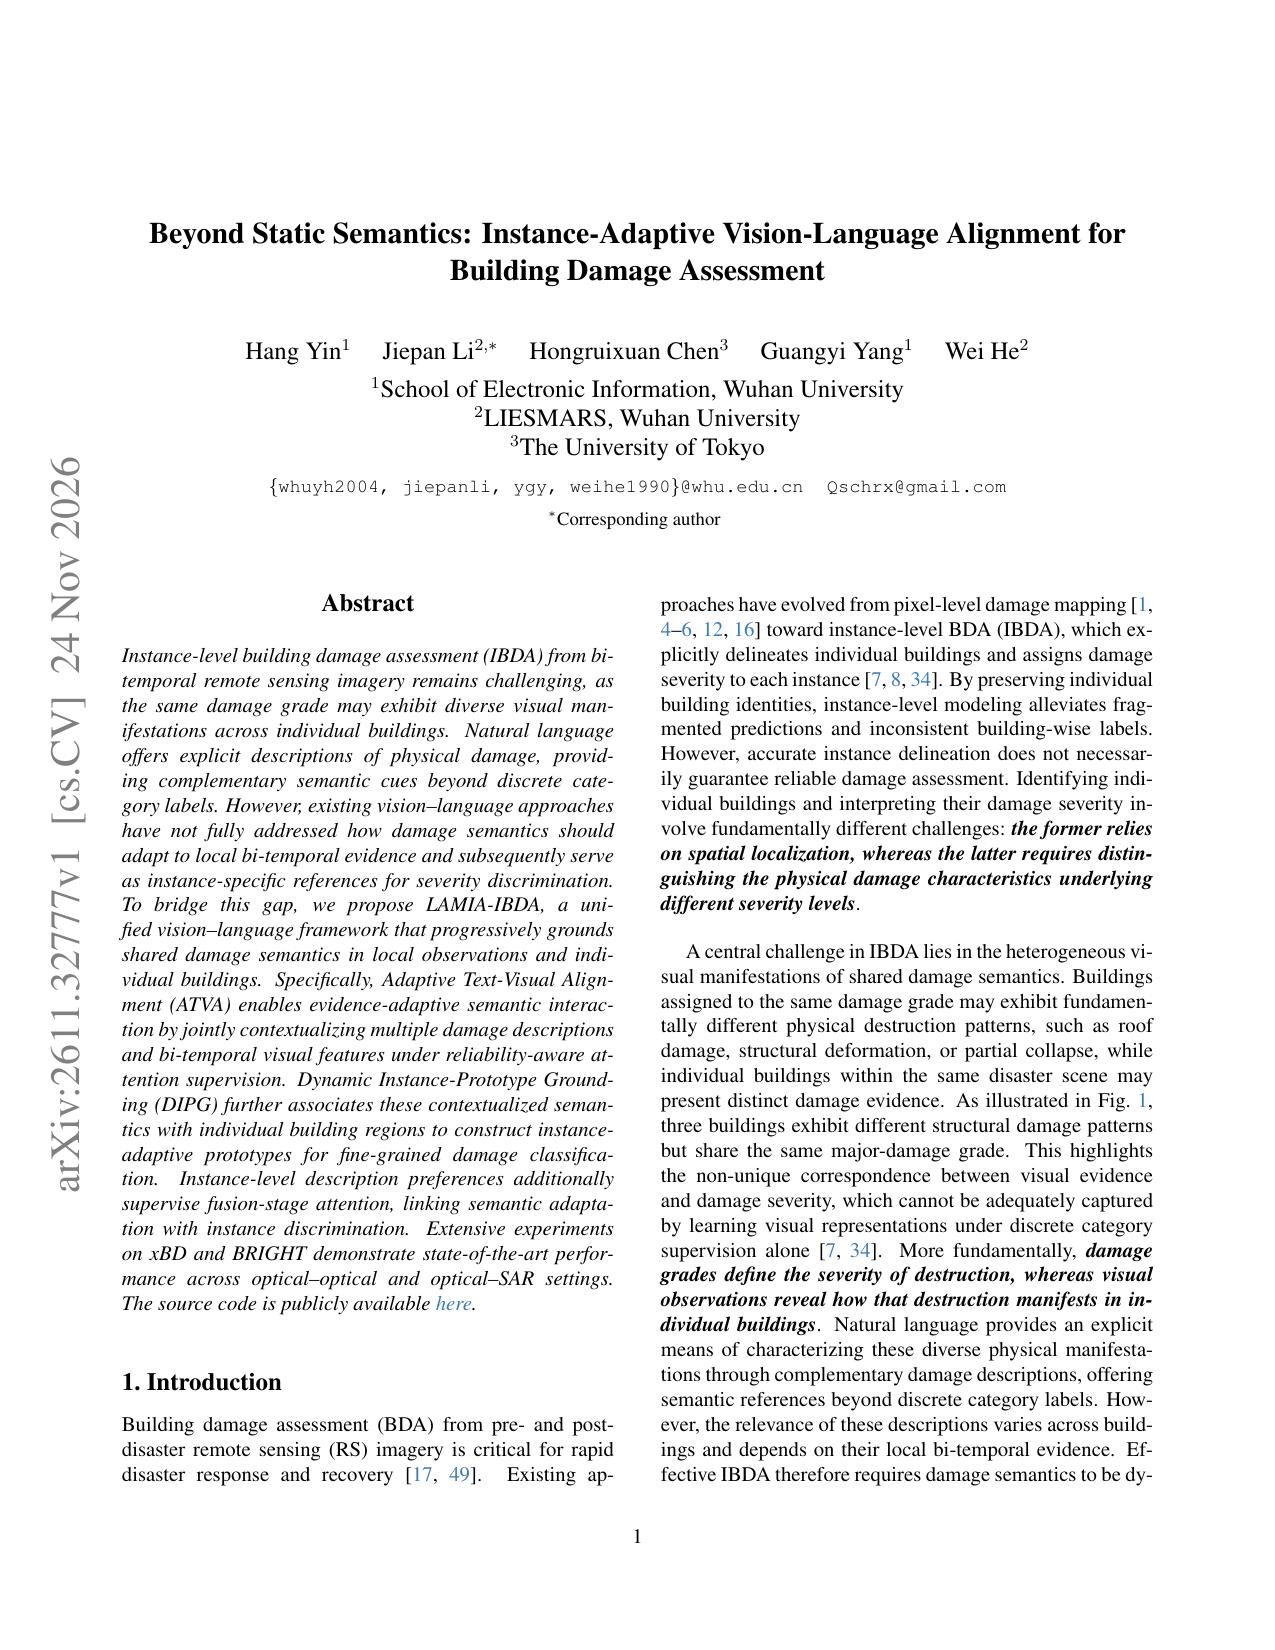 Beyond Static Semantics: Instance-Adaptive Vision-Language Alignment for
Building Damage Assessment
Hang Yin1 Jiepan Li2,* Hongruixuan Chen3 Guangyi Yang1 Wei He2
1School of Electronic Information, Wuhan University
2LIESMARS, Wuhan University
3The University of Tokyo
{whuyh2004, jiepanli, ygy, weihe1990}@whu.edu.cn Qschrx@gmail.com
*Corresponding author
arXiv:2611.32777v1 [cs.CV] 24 Nov 2026
Abstract
Instance-level building damage assessment (IBDA) from bi-
temporal remote sensing imagery remains challenging, as
the same damage grade may exhibit diverse visual man-
ifestations across individual buildings. Natural language
offers explicit descriptions of physical damage, provid-
ing complementary semantic cues beyond discrete cate-
gory labels. However, existing vision–language approaches
have not fully addressed how damage semantics should
adapt to local bi-temporal evidence and subsequently serve
as instance-specific references for severity discrimination.
To bridge this gap, we propose LAMIA-IBDA, a uni-
fied vision–language framework that progressively grounds
shared damage semantics in local observations and indi-
vidual buildings. Specifically, Adaptive Text-Visual Align-
ment (ATVA) enables evidence-adaptive semantic interac-
tion by jointly contextualizing multiple damage descriptions
and bi-temporal visual features under reliability-aware at-
tention supervision. Dynamic Instance-Prototype Ground-
ing (DIPG) further associates these contextualized seman-
tics with individual building regions to construct instance-
adaptive prototypes for fine-grained damage classifica-
tion. Instance-level description preferences additionally
supervise fusion-stage attention, linking semantic adapta-
tion with instance discrimination. Extensive experiments
on xBD and BRIGHT demonstrate state-of-the-art perfor-
mance across optical–optical and optical–SAR settings.
The source code is publicly available here.
1. Introduction
Building damage assessment (BDA) from pre- and post-
disaster remote sensing (RS) imagery is critical for rapid
disaster response and recovery [17, 49]. Existing ap-
proaches have evolved from pixel-level damage mapping [1,
4–6, 12, 16] toward instance-level BDA (IBDA), which ex-
plicitly delineates individual buildings and assigns damage
severity to each instance [7, 8, 34]. By preserving individual
building identities, instance-level modeling alleviates frag-
mented predictions and inconsistent building-wise labels.
However, accurate instance delineation does not necessar-
ily guarantee reliable damage assessment. Identifying indi-
vidual buildings and interpreting their damage severity in-
volve fundamentally different challenges: the former relies
on spatial localization, whereas the latter requires distin-
guishing the physical damage characteristics underlying
different severity levels.
A central challenge in IBDA lies in the heterogeneous vi-
sual manifestations of shared damage semantics. Buildings
assigned to the same damage grade may exhibit fundamen-
tally different physical destruction patterns, such as roof
damage, structural deformation, or partial collapse, while
individual buildings within the same disaster scene may
present distinct damage evidence. As illustrated in Fig. 1,
three buildings exhibit different structural damage patterns
but share the same major-damage grade. This highlights
the non-unique correspondence between visual evidence
and damage severity, which cannot be adequately captured
by learning visual representations under discrete category
supervision alone [7, 34]. More fundamentally, damage
grades define the severity of destruction, whereas visual
observations reveal how that destruction manifests in in-
dividual buildings. Natural language provides an explicit
means of characterizing these diverse physical manifesta-
tions through complementary damage descriptions, offering
semantic references beyond discrete category labels. How-
ever, the relevance of these descriptions varies across build-
ings and depends on their local bi-temporal evidence. Ef-
fective IBDA therefore requires damage semantics to be dy-
1